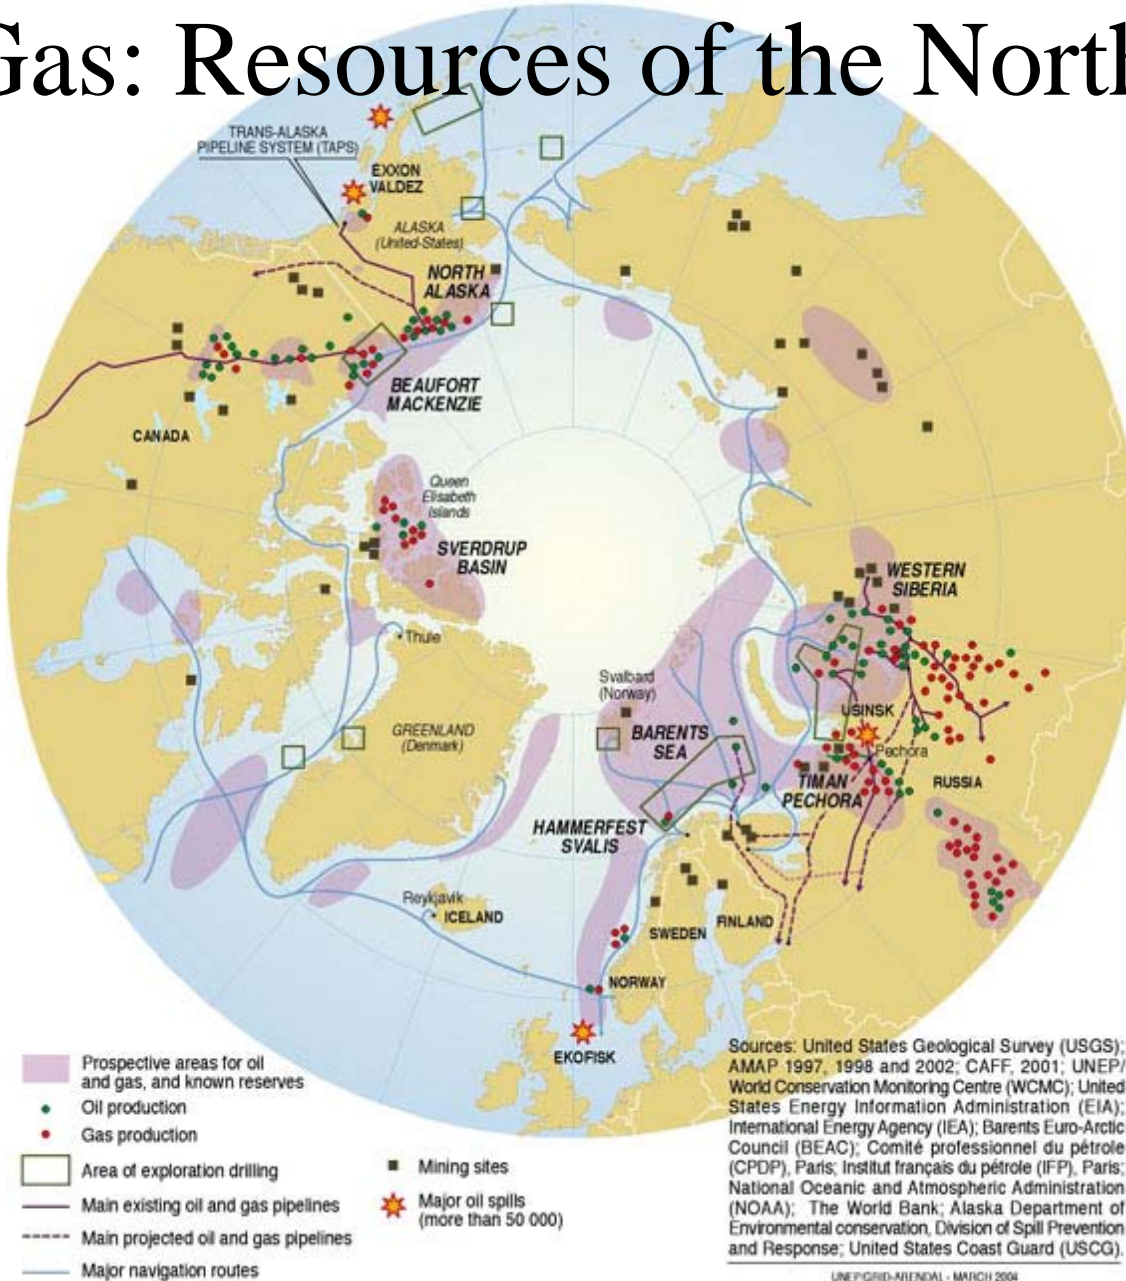 Gas: Resources of the North
TRANS-ALASKA
PIPELINE SYSTEM (TAPS)
EXXON
VALDEZ
ALASKA
(United-States)
NORTH
ALASKA
BEAUFORT
MACKENZIE
CANADA
Queen
Elisabeth
Islands
SVERDRUP
BASIN
WESTERN
SIBERIA
Thule
Svalbard
(Norway)
USINSK
GREENLAND
(Denmark)
BARENTS
SEA
Pechora
TIMAN
PECHORA
RUSSIA
HAMMERFEST
SVALIS
Reykjavik
ICELAND
SWEDEN
FINLAND
NORWAY
EKOFISK
Prospective areas for oil
and gas, and known reserves
Oil production
Gas production
Area of exploration drilling
Main existing oil and gas pipelines
Main projected oil and gas pipelines
Major navigation routes
Mining sites
Major oil spills
(more than 50 000)
Sources: United States Geological Survey (USGS);
AMAP 1997, 1998 and 2002; CAFF, 2001; UNEP/
World Conservation Monitoring Centre (WCMC); United
States Energy Information Administration (EIA);
International Energy Agency (IEA); Barents Euro-Arctic
Council (BEAC); Comité professionnel du pétrole
(CPDP), Paris; Institut français du pétrole (IFP), Paris;
National Oceanic and Atmospheric Administration
(NOAA); The World Bank; Alaska Department of
Environmental conservation, Division of Spill Prevention
and Response; United States Coast Guard (USCG).
UNEP/GRID-ARENDAL - MARCH 2004